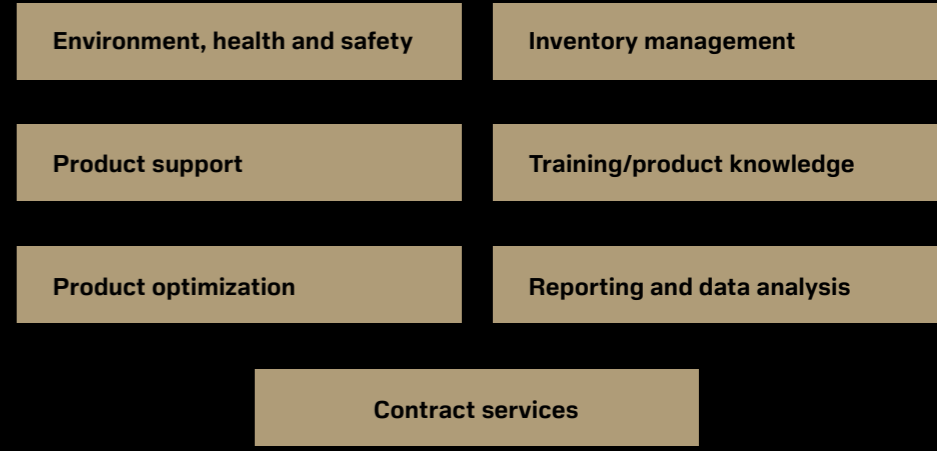 Environment, health and safety
Inventory management
Product support
Training/product knowledge
Product optimization
Reporting and data analysis
Contract services